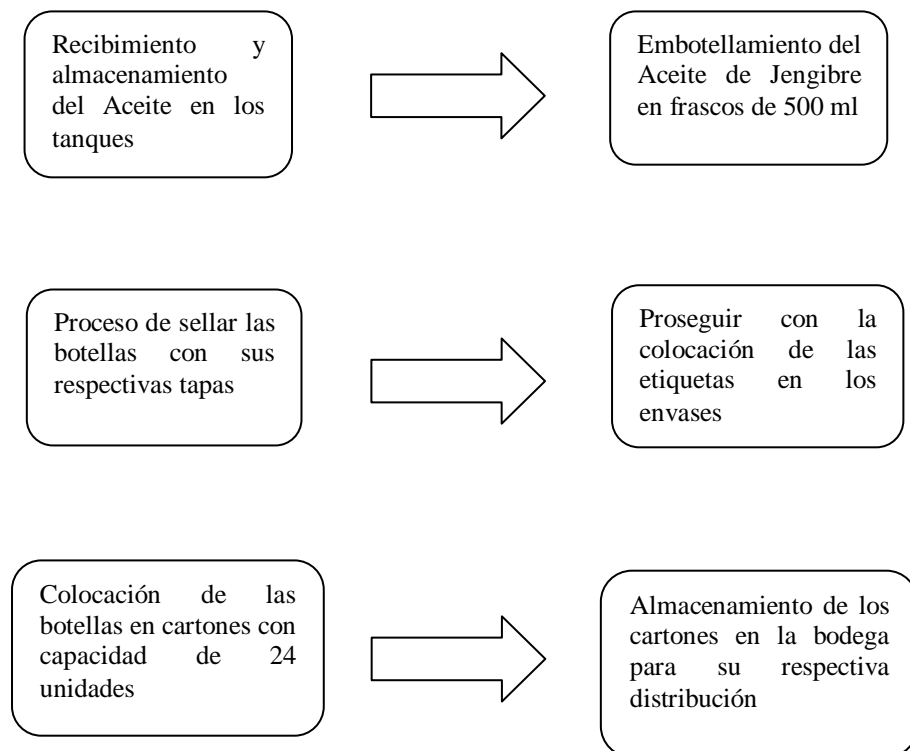 Recibimiento y
almacenamiento
del Aceite en los
tanques
Embotellamiento del
Aceite de Jengibre
en frascos de 500 ml
Proceso de sellar las
botellas con sus
respectivas tapas
Proseguir con la
colocación de las
etiquetas en los
envases
Colocación de las
botellas en cartones con
capacidad de 24
unidades
Almacenamiento de los
cartones en la bodega
para su respectiva
distribución